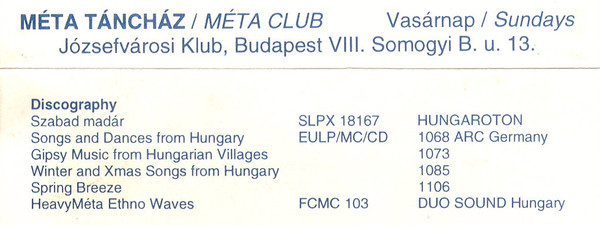 MÉTA TÁNCHÁZ / MÉTA CLUB Vasárnap / Sundays
Józsefvárosi Klub, Budapest VIII. Somogyi B. u. 13.
Discography
Szabad madár SLPX 18167 HUNGAROTON
Songs and Dances from Hungary EULP/MC/CD 1068 ARC Germany
Gipsy Music from Hungarian Villages 1073
Winter and Xmas Songs from Hungary 1085
Spring Breeze 1106
HeavyMéta Ethno Waves FCMC 103 DUO SOUND Hungary